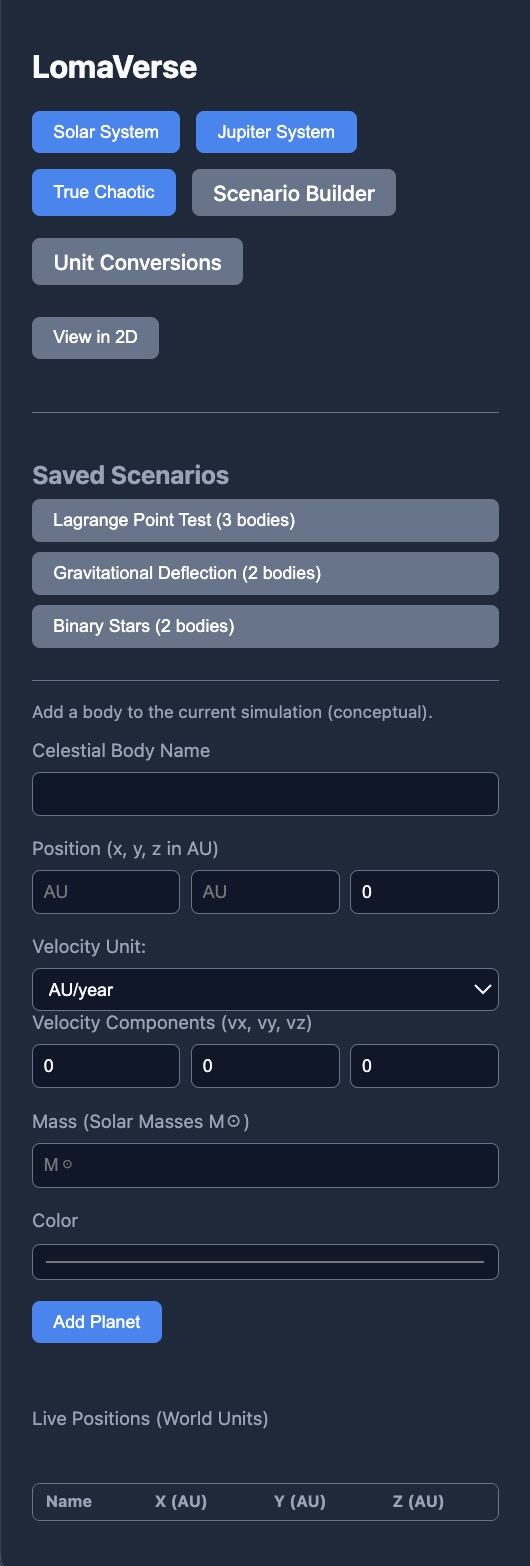 LomaVerse
Solar System Jupiter System
True Chaotic Scenario Builder
Unit Conversions
View in 2D
Saved Scenarios
Lagrange Point Test (3 bodies)
Gravitational Deflection (2 bodies)
Binary Stars (2 bodies)
Add a body to the current simulation (conceptual).
Celestial Body Name
Position (x, y, z in AU)
AU AU 0
Velocity Unit:
AU/year
Velocity Components (vx, vy, vz)
0 0 0
Mass (Solar Masses M☉)
M☉
Color
Add Planet
Live Positions (World Units)
Name X (AU) Y (AU) Z (AU)